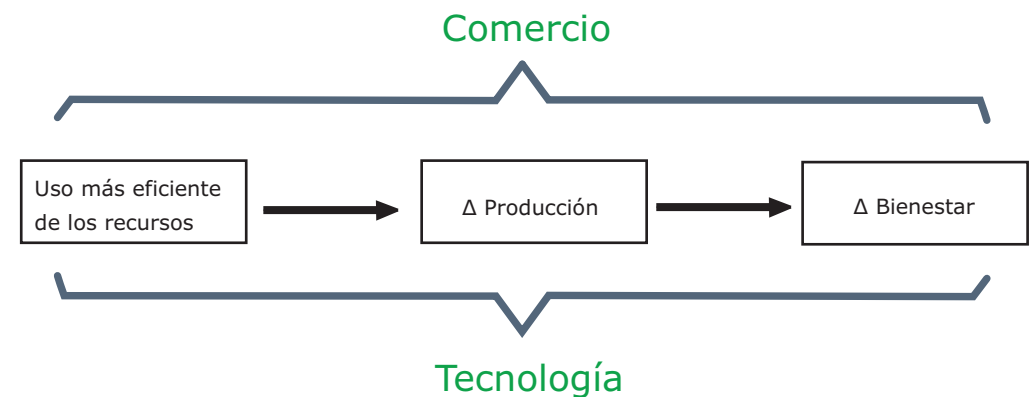 Comercio
Uso más eficiente
de los recursos
Δ Producción
Δ Bienestar
Tecnología